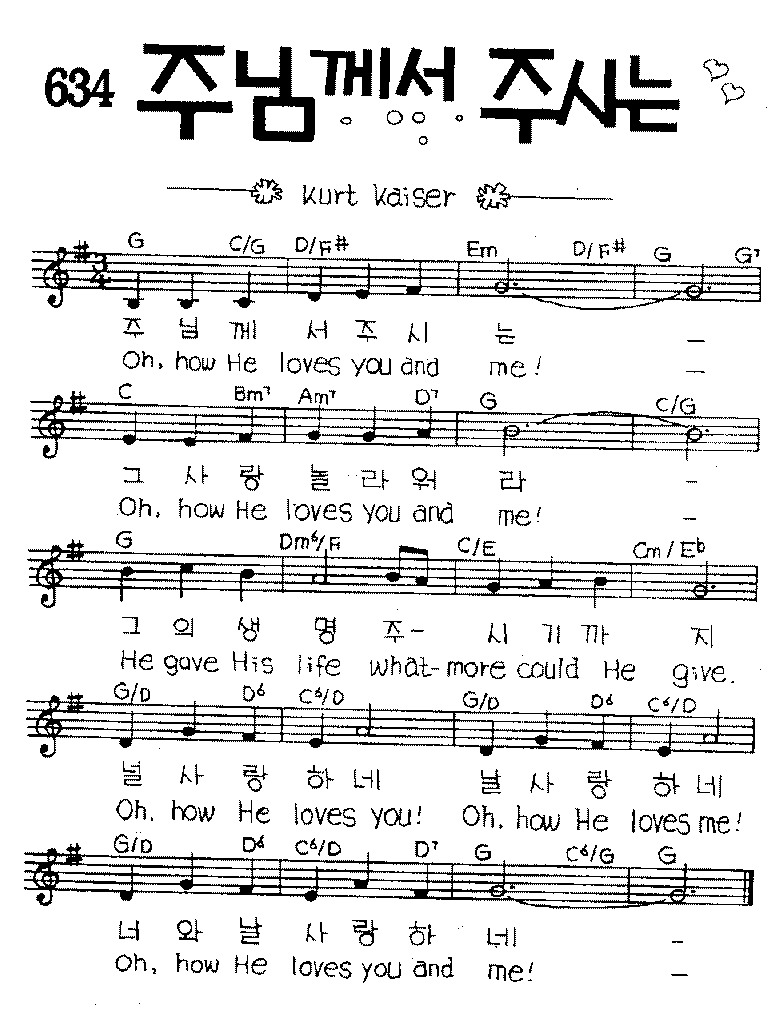 634 주님께서 주시는
Kurt Kaiser
G C/G D/F# Em D/F# G G7
3/4
주 님 께 서 주 시 는 _
Oh, how He loves you and me! _
C Bm7 Am7 D7 G C/G
그 사 랑 놀 라 워 라 -
Oh, how He loves you and me! -
G Dm6/F C/E Cm/Eb
그 의 생 명 주- 시 기 까 지
He gave His life what-more could He give.
G/D D6 C6/D G/D D6 C6/D
널 사 랑 하 네 날 사 랑 하 네
Oh, how He loves you! Oh, how He loves me!
G/D D6 C6/D D7 G C6/G G
너 와 날 사 랑 하 네 -
Oh, how He loves you and me! _